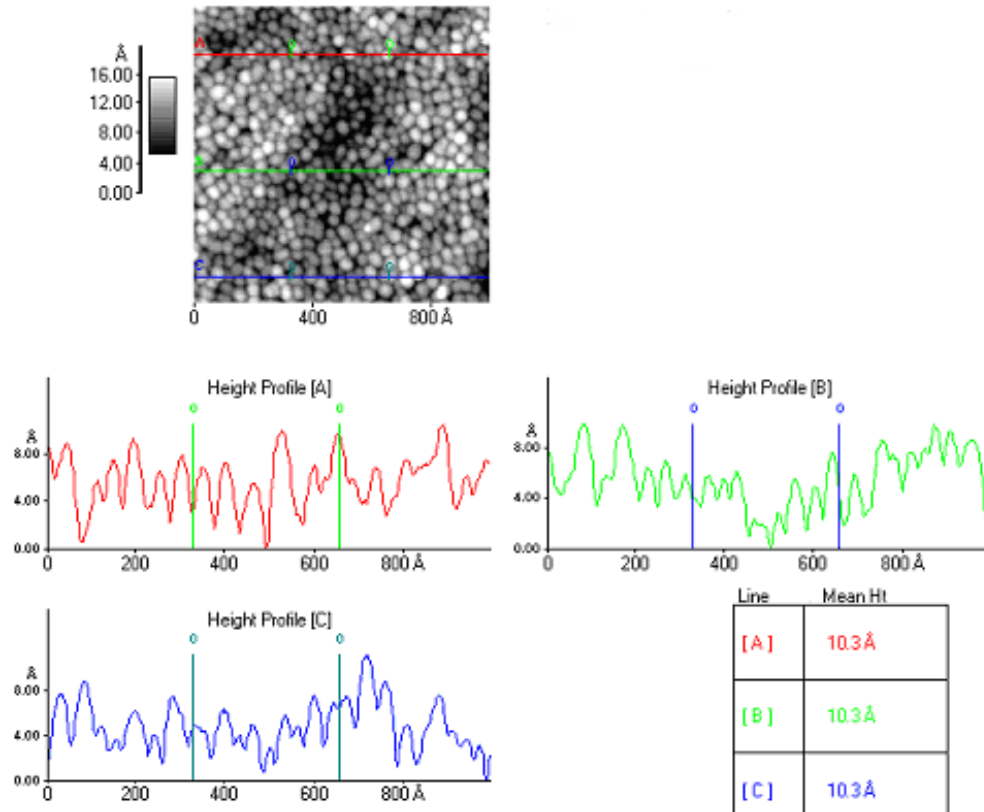 Å
16.00
12.00
8.00
4.00
0.00
A
B
C
0 400 800 Å
Height Profile [A]
o o
Å
8.00
4.00
0.00
0 200 400 600 800 Å
Height Profile [B]
o o
Å
8.00
4.00
0.00
0 200 400 600 800 Å
Height Profile [C]
o o
Å
8.00
4.00
0.00
0 200 400 600 800 Å
Line Mean Ht
[A] 10.3 Å
[B] 10.3 Å
[C] 10.3 Å